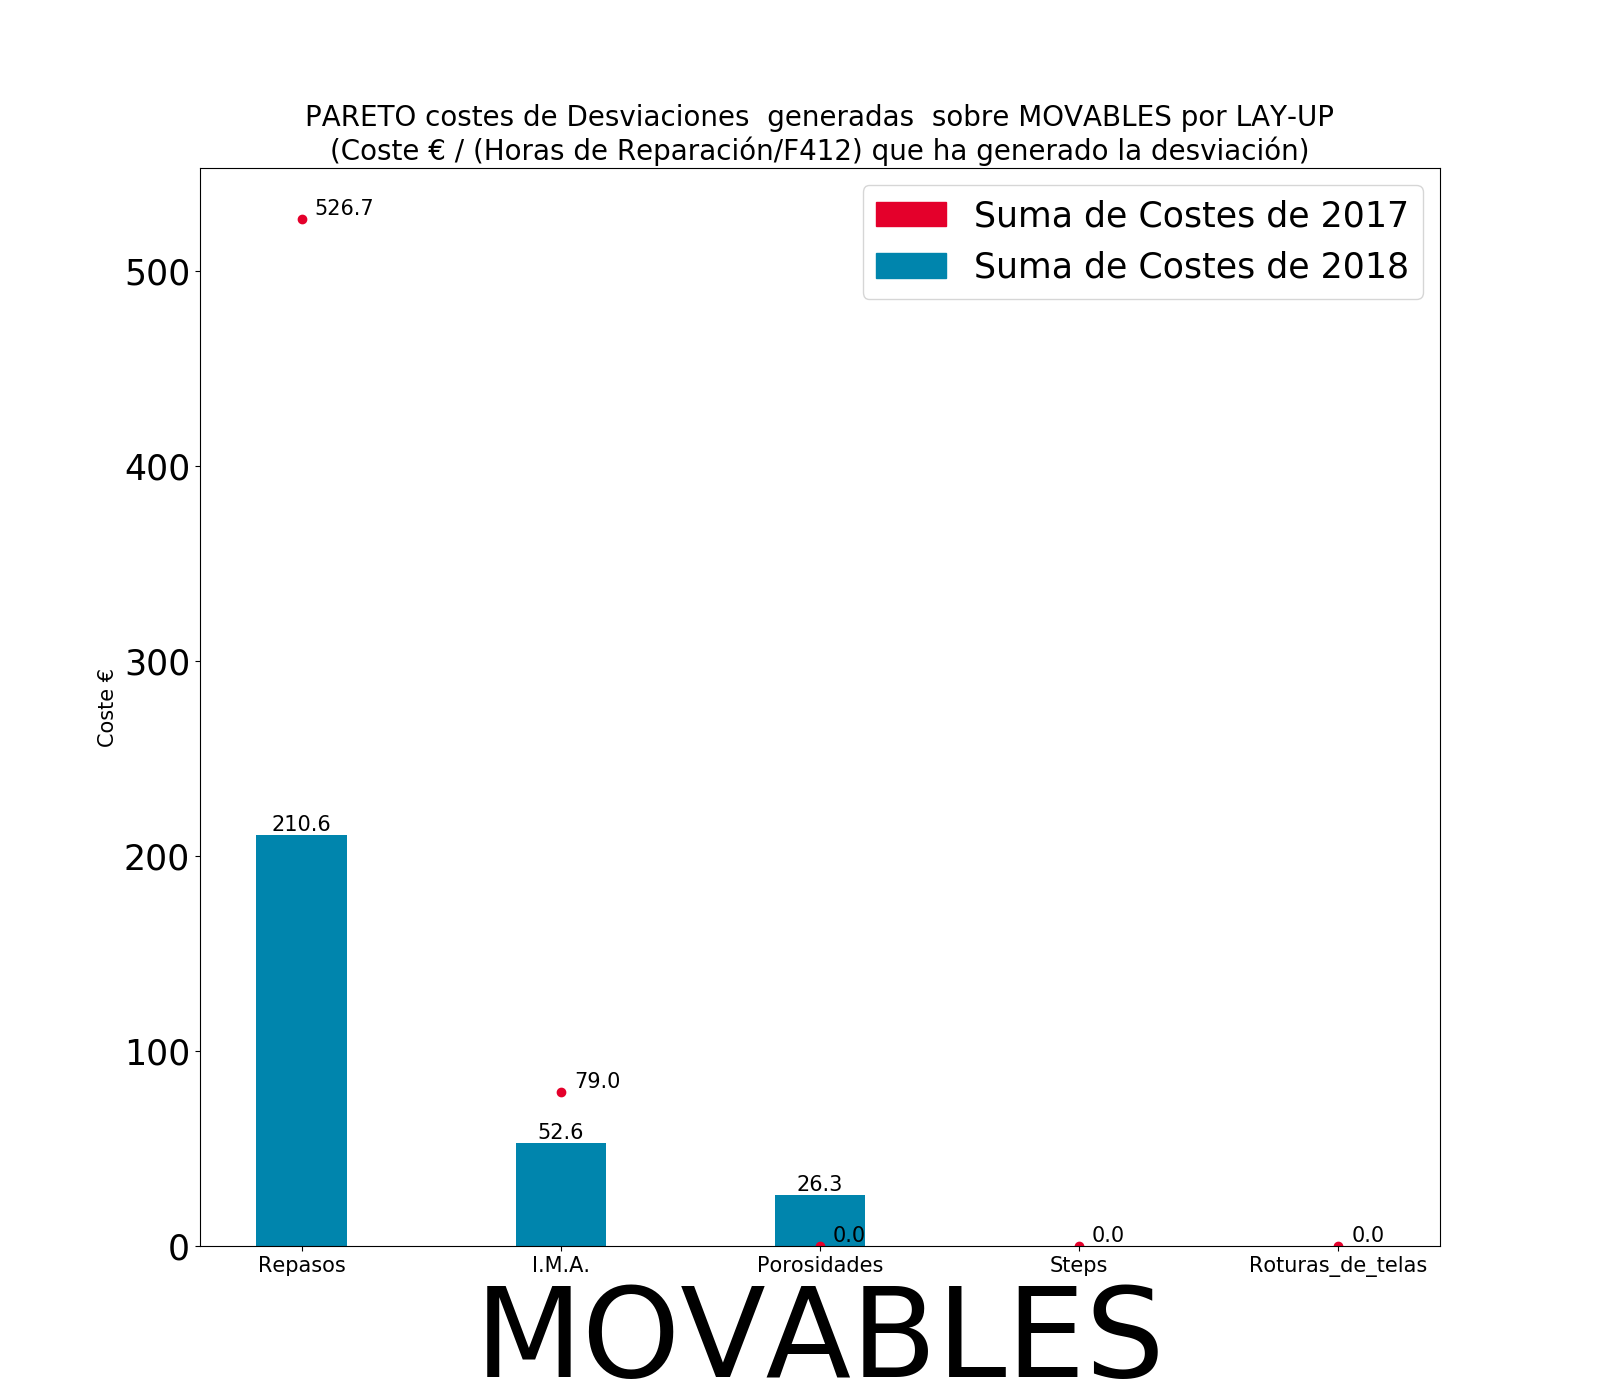 PARETO costes de Desviaciones  generadas  sobre MOVABLES por LAY-UP
(Coste € / (Horas de Reparación/F412) que ha generado la desviación)
Suma de Costes de 2017
Suma de Costes de 2018
Coste €
500
400
300
200
100
0
526.7
210.6
79.0
52.6
26.3
0.0
0.0
0.0
Repasos
I.M.A.
Porosidades
Steps
Roturas_de_telas
MOVABLES